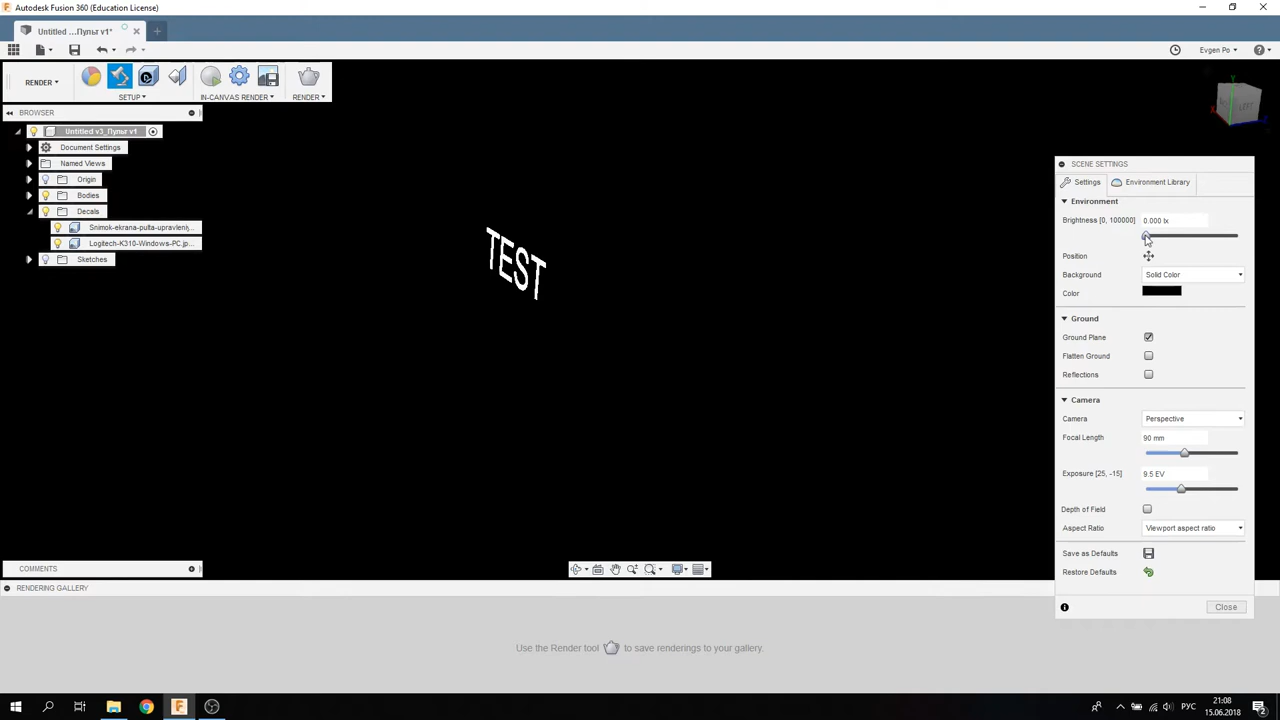 Autodesk Fusion 360 (Education License)
Untitled ...Пульт v1*
Evgen Po
RENDER
SETUP
IN-CANVAS RENDER
RENDER
BROWSER
Untitled v3_Пульт v1
Document Settings
Named Views
Origin
Bodies
Decals
Snimok-ekrana-pulta-upravleniy...
Logitech-K310-Windows-PC.jp...
Sketches
TEST
LEFT
SCENE SETTINGS
Settings
Environment Library
Environment
Brightness [0, 100000] 0.000 lx
Position
Background Solid Color
Color
Ground
Ground Plane
Flatten Ground
Reflections
Camera
Camera Perspective
Focal Length 90 mm
Exposure [25, -15] 9.5 EV
Depth of Field
Aspect Ratio Viewport aspect ratio
Save as Defaults
Restore Defaults
Close
COMMENTS
RENDERING GALLERY
Use the Render tool to save renderings to your gallery.
РУС
21:08
15.06.2018
2